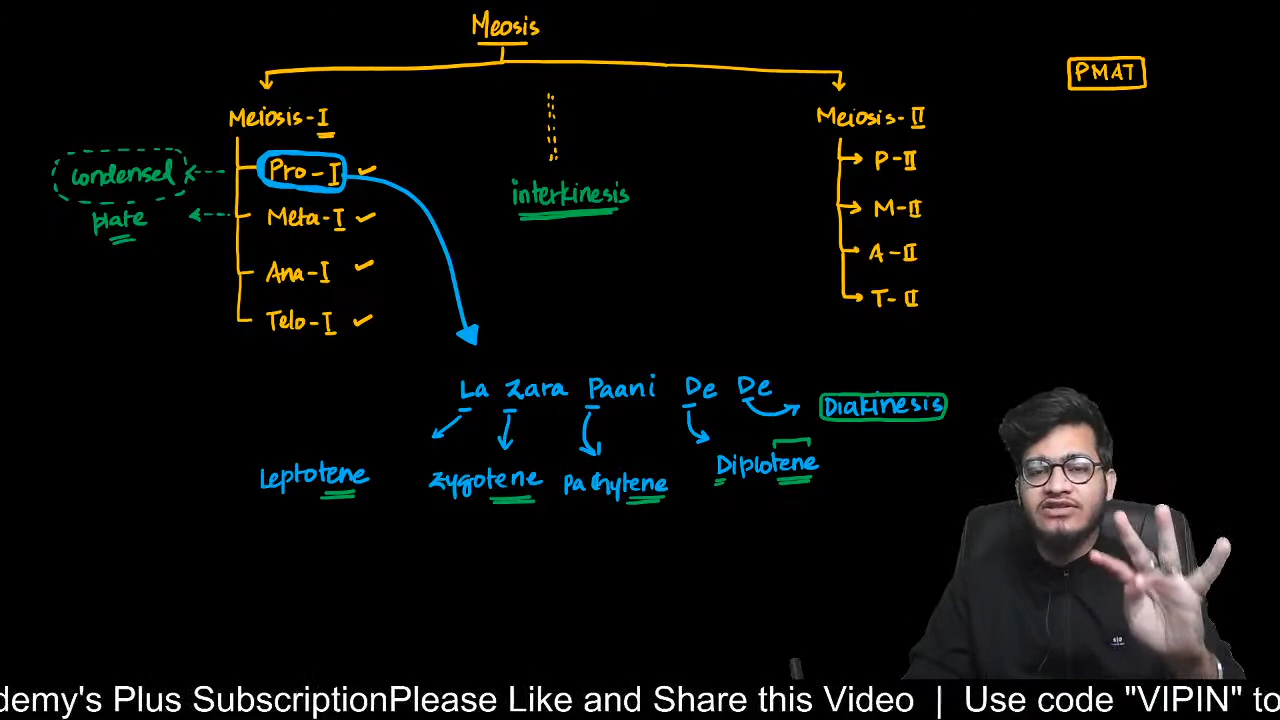 Meosis
PMAT
Meiosis-I
Meiosis-II
condensed
Pro-I
P-II
interkinesis
plate
Meta-I
M-II
Ana-I
A-II
Telo-I
T-II
La Zara Paani De De
Diakinesis
Leptotene
Zygotene
Pachytene
Diplotene
demy's Plus SubscriptionPlease Like and Share this Video | Use code "VIPIN" to